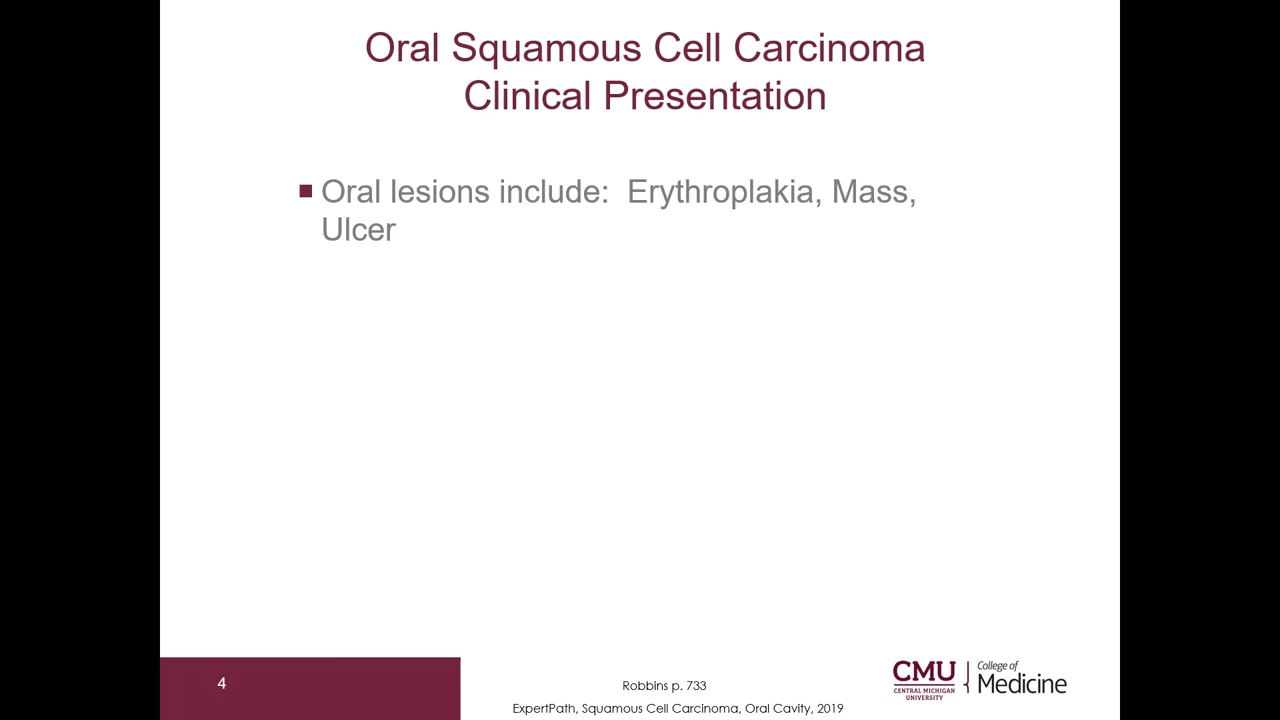 Oral Squamous Cell Carcinoma
Clinical Presentation
Oral lesions include:  Erythroplakia, Mass,
Ulcer
4
Robbins p. 733
ExpertPath, Squamous Cell Carcinoma, Oral Cavity, 2019
CMU
CENTRAL MICHIGAN
UNIVERSITY
College of
Medicine